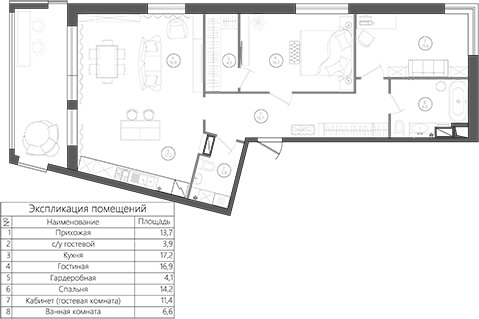 Экспликация помещений
№ Наименование Площадь
1 Прихожая 13,7
2 с/у гостевой 3,9
3 Кухня 17,2
4 Гостиная 16,9
5 Гардеробная 4,1
6 Спальня 14,2
7 Кабинет (гостевая комната) 11,4
8 Ванная комната 6,6